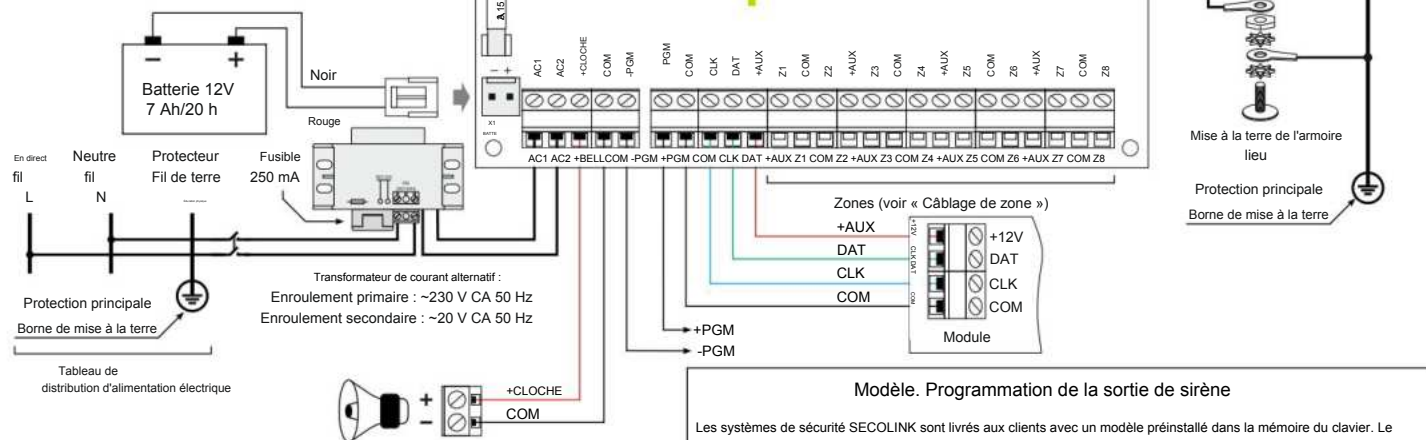 A 15
AC1
AC2
+CLOCHE
COM
-PGM
PGM
COM
CLK
DAT
+AUX
Z1
COM
Z2
+AUX
Z3
COM
Z4
+AUX
Z5
COM
Z6
+AUX
Z7
COM
Z8
- +
X1
BATTE
AC1 AC2 +BELLCOM -PGM +PGM COM CLK DAT +AUX Z1 COM Z2 +AUX Z3 COM Z4 +AUX Z5 COM Z6 +AUX Z7 COM Z8
- +
Batterie 12V
7 Ah/20 h
Noir
Rouge
En direct
fil
L
Neutre
fil
N
Protecteur
Fil de terre
Fusible
250 mA
Protection principale
Borne de mise à la terre
Tableau de
distribution d'alimentation électrique
Transformateur de courant alternatif :
Enroulement primaire : ~230 V CA 50 Hz
Enroulement secondaire : ~20 V CA 50 Hz
+
-
+CLOCHE
COM
+PGM
-PGM
Zones (voir « Câblage de zone »)
+AUX
DAT
CLK
COM
+12V
CLK DAT
COM
+12V
DAT
CLK
COM
Module
Mise à la terre de l'armoire
lieu
Protection principale
Borne de mise à la terre
Modèle. Programmation de la sortie de sirène
Les systèmes de sécurité SECOLINK sont livrés aux clients avec un modèle préinstallé dans la mémoire du clavier. Le